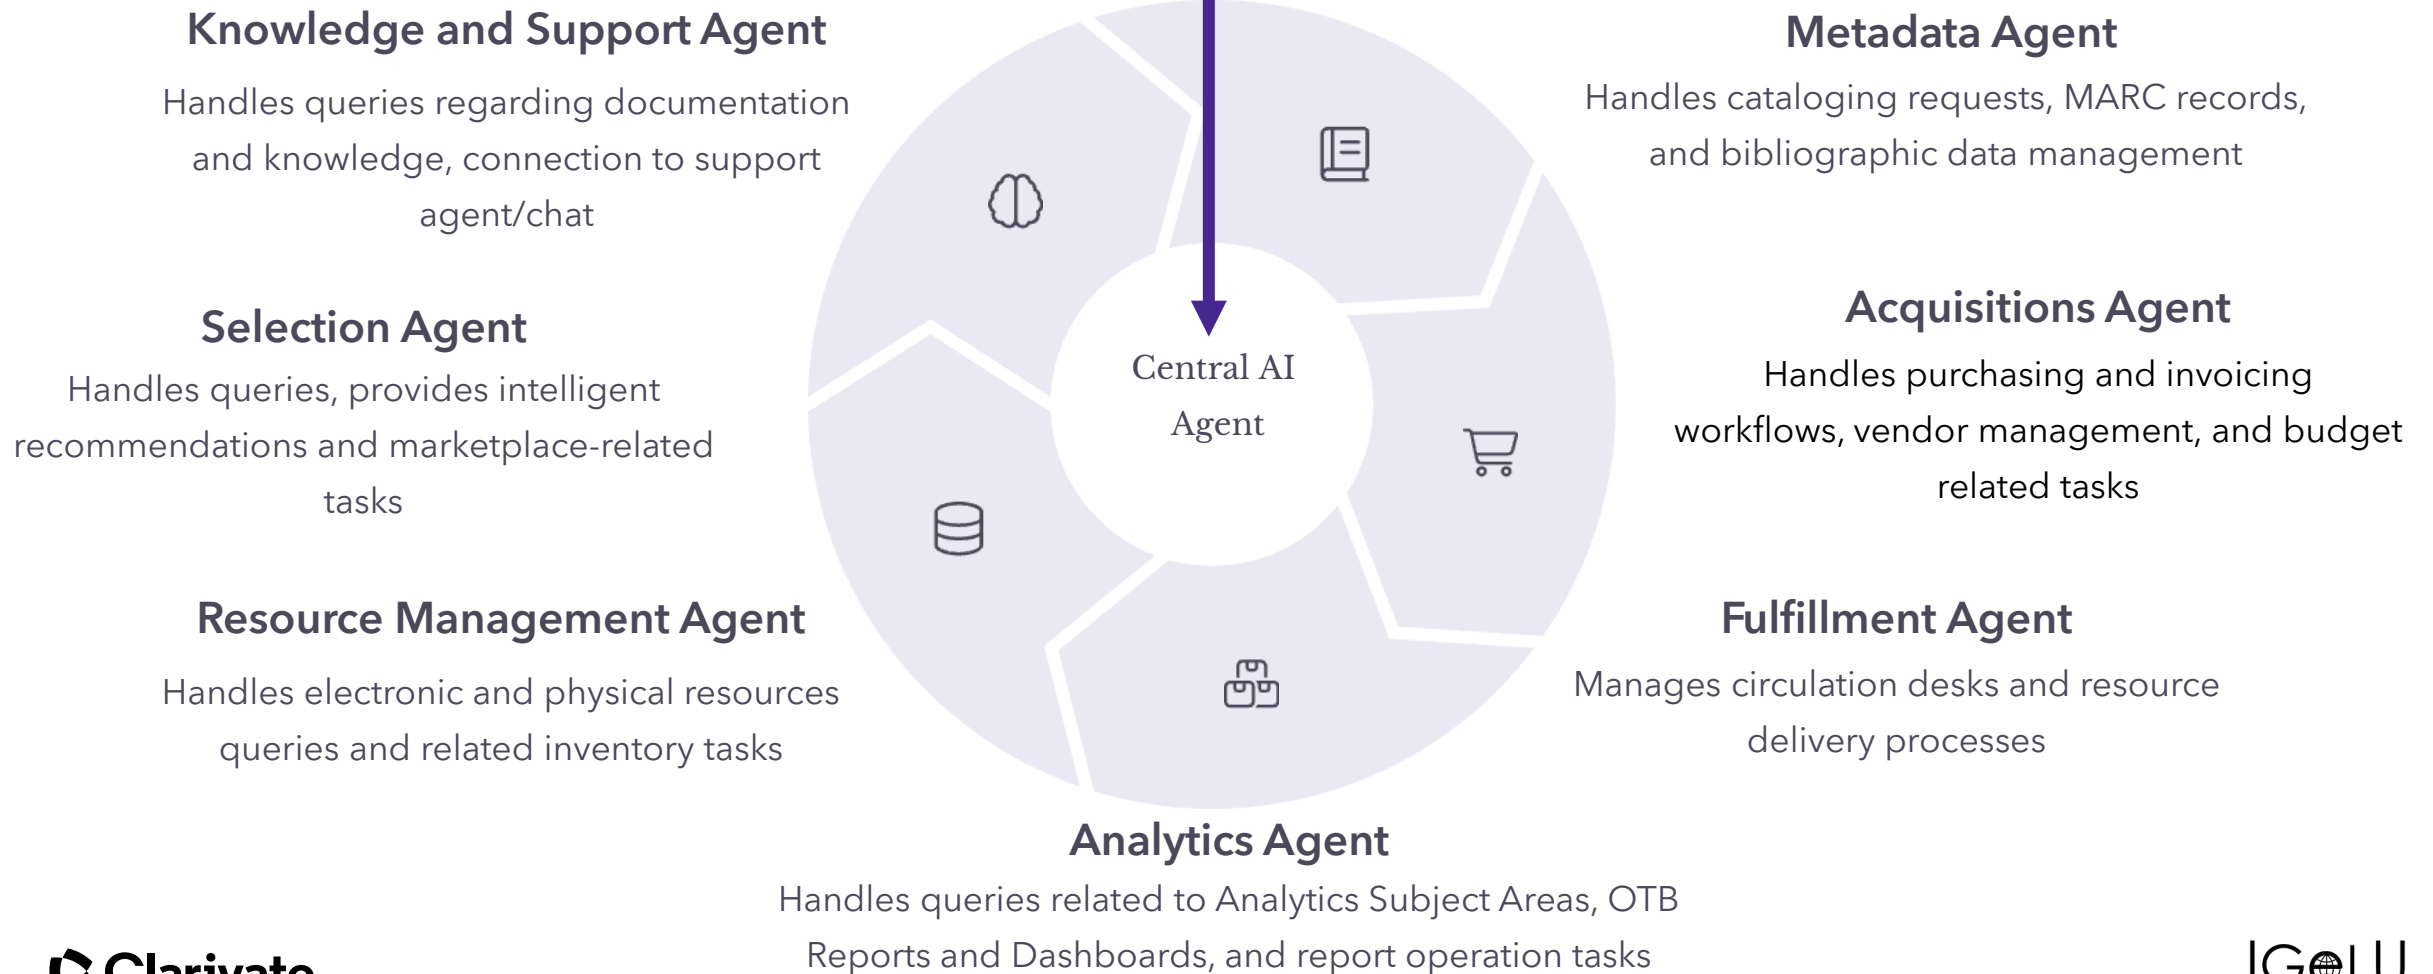 Knowledge and Support Agent
Handles queries regarding documentation
and knowledge, connection to support
agent/chat
Selection Agent
Handles queries, provides intelligent
recommendations and marketplace-related
tasks
Resource Management Agent
Handles electronic and physical resources
queries and related inventory tasks
Central AI
Agent
Metadata Agent
Handles cataloging requests, MARC records,
and bibliographic data management
Acquisitions Agent
Handles purchasing and invoicing
workflows, vendor management, and budget
related tasks
Fulfillment Agent
Manages circulation desks and resource
delivery processes
Analytics Agent
Handles queries related to Analytics Subject Areas, OTB
Reports and Dashboards, and report operation tasks
Clarivate
IGeLU